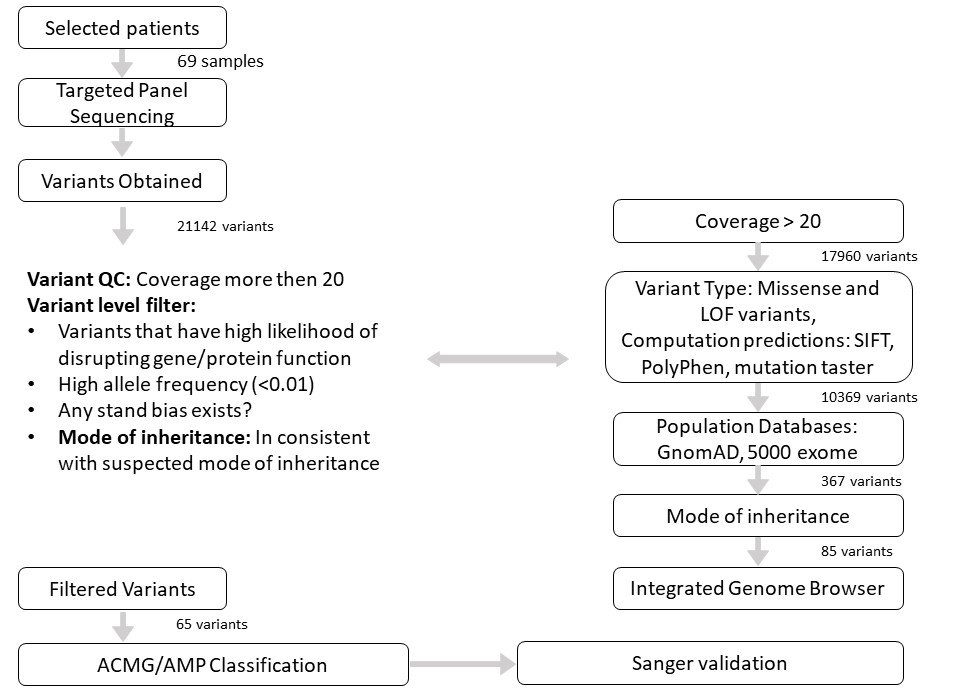 Selected patients
69 samples
Targeted Panel
Sequencing
Variants Obtained
21142 variants
Variant QC: Coverage more then 20
Variant level filter:
• Variants that have high likelihood of
disrupting gene/protein function
• High allele frequency (<0.01)
• Any stand bias exists?
• Mode of inheritance: In consistent
with suspected mode of inheritance
Coverage > 20
17960 variants
Variant Type: Missense and
LOF variants,
Computation predictions: SIFT,
PolyPhen, mutation taster
10369 variants
Population Databases:
GnomAD, 5000 exome
367 variants
Mode of inheritance
85 variants
Integrated Genome Browser
Filtered Variants
65 variants
ACMG/AMP Classification
Sanger validation